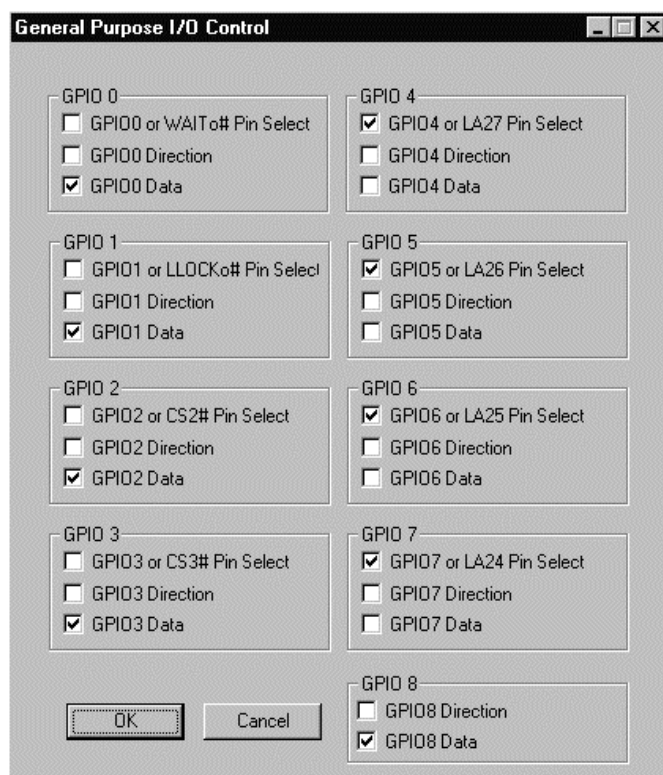 General Purpose I/O Control
GPIO 0
GPIO0 or WAITo# Pin Select
GPIO0 Direction
GPIO0 Data
GPIO 1
GPIO1 or LLOCKo# Pin Select
GPIO1 Direction
GPIO1 Data
GPIO 2
GPIO2 or CS2# Pin Select
GPIO2 Direction
GPIO2 Data
GPIO 3
GPIO3 or CS3# Pin Select
GPIO3 Direction
GPIO3 Data
GPIO 4
GPIO4 or LA27 Pin Select
GPIO4 Direction
GPIO4 Data
GPIO 5
GPIO5 or LA26 Pin Select
GPIO5 Direction
GPIO5 Data
GPIO 6
GPIO6 or LA25 Pin Select
GPIO6 Direction
GPIO6 Data
GPIO 7
GPIO7 or LA24 Pin Select
GPIO7 Direction
GPIO7 Data
GPIO 8
GPIO8 Direction
GPIO8 Data
OK
Cancel